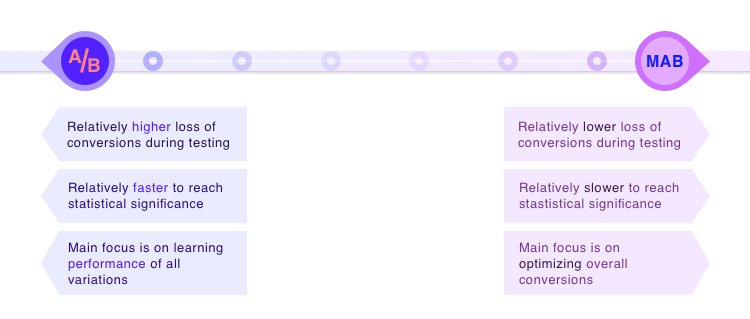 A/B
MAB
Relatively higher loss of
conversions during testing
Relatively faster to reach
statistical significance
Main focus is on learning
performance of all
variations
Relatively lower loss of
conversions during testing
Relatively slower to reach
stastistical significance
Main focus is on
optimizing overall
conversions